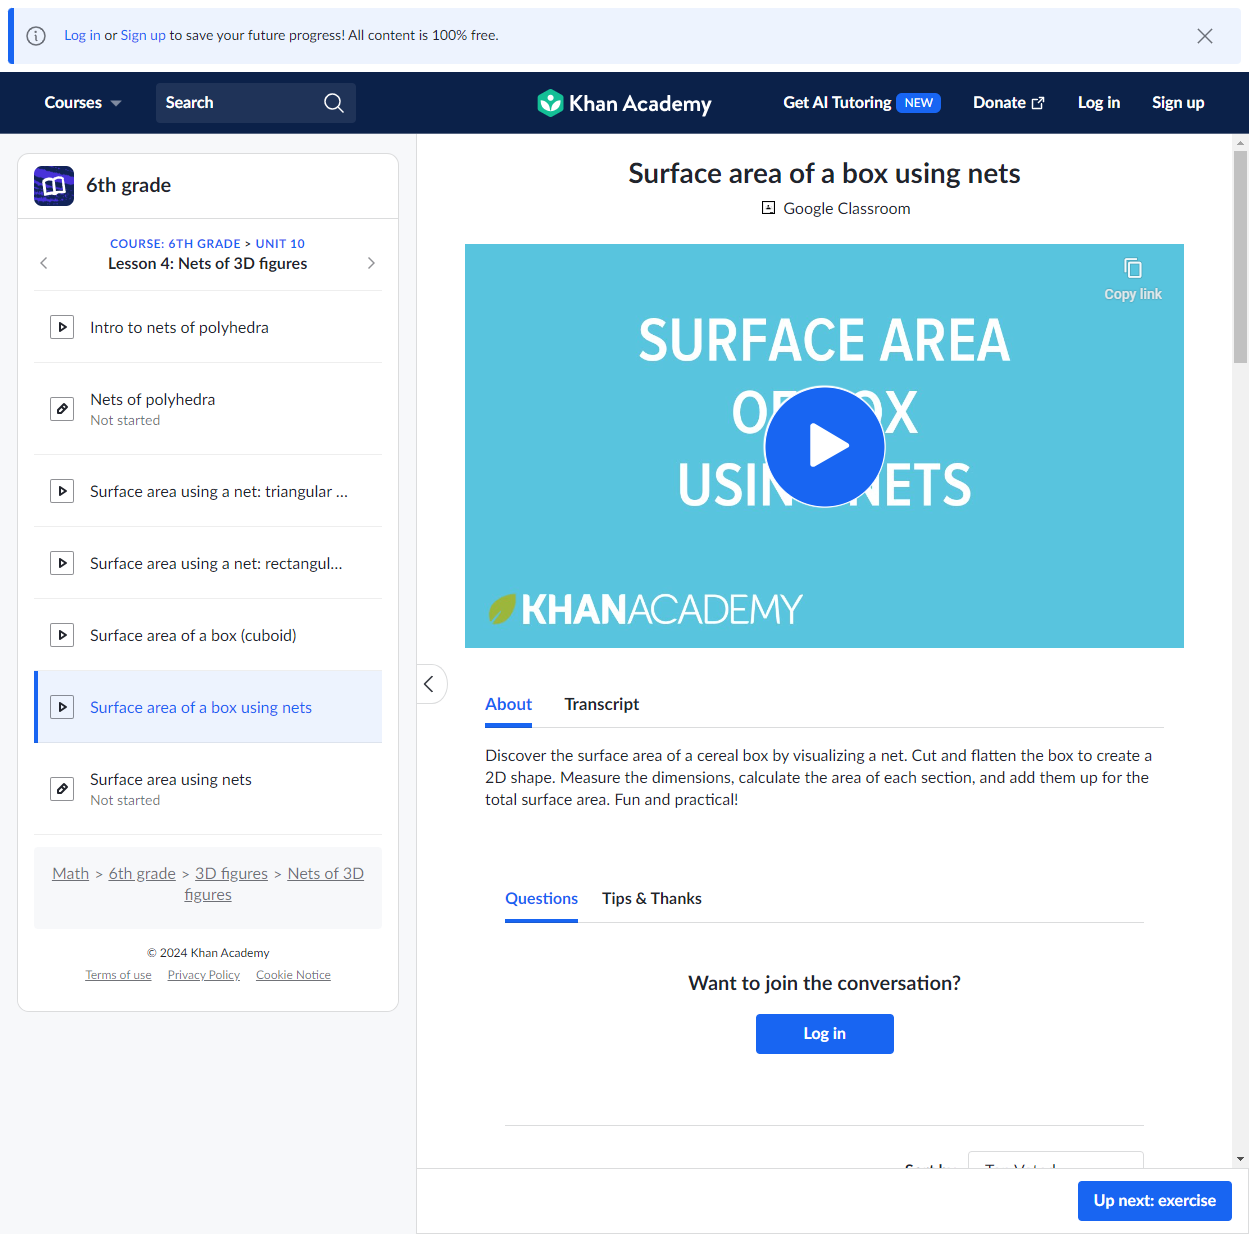 Log in or Sign up to save your future progress! All content is 100% free.
Courses
Search
Khan Academy
Get AI Tutoring NEW
Donate
Log in
Sign up
6th grade
COURSE: 6TH GRADE > UNIT 10
Lesson 4: Nets of 3D figures
Intro to nets of polyhedra
Nets of polyhedra
Not started
Surface area using a net: triangular ...
Surface area using a net: rectangul...
Surface area of a box (cuboid)
Surface area of a box using nets
Surface area using nets
Not started
Math > 6th grade > 3D figures > Nets of 3D
figures
© 2024 Khan Academy
Terms of use Privacy Policy Cookie Notice
Surface area of a box using nets
Google Classroom
Copy link
SURFACE AREA
KHANACADEMY
About
Transcript
Discover the surface area of a cereal box by visualizing a net. Cut and flatten the box to create a
2D shape. Measure the dimensions, calculate the area of each section, and add them up for the
total surface area. Fun and practical!
Questions
Tips & Thanks
Want to join the conversation?
Log in
Up next: exercise